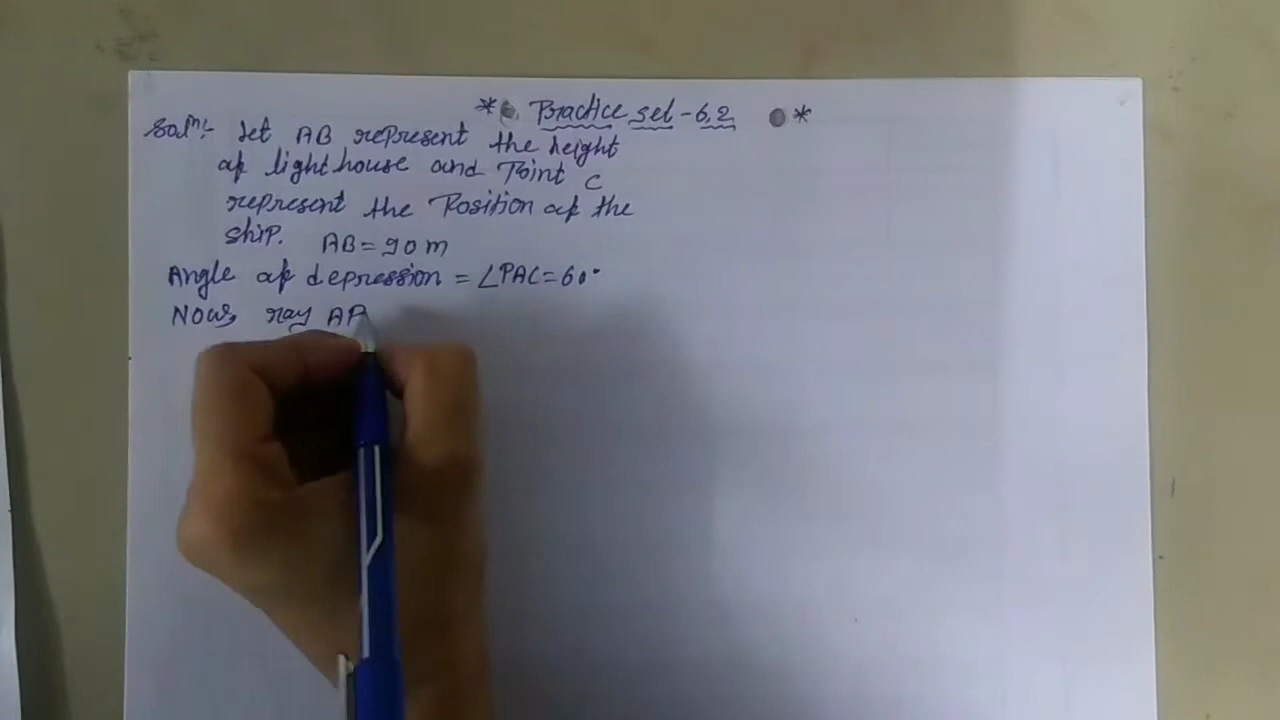 * Practice set - 6.2 *
Solⁿ:- Let AB represent the height
of lighthouse and Point C
represent the Position of the
ship. AB = 90 m
Angle of depression = ∠PAC = 60°
Now, ray AP